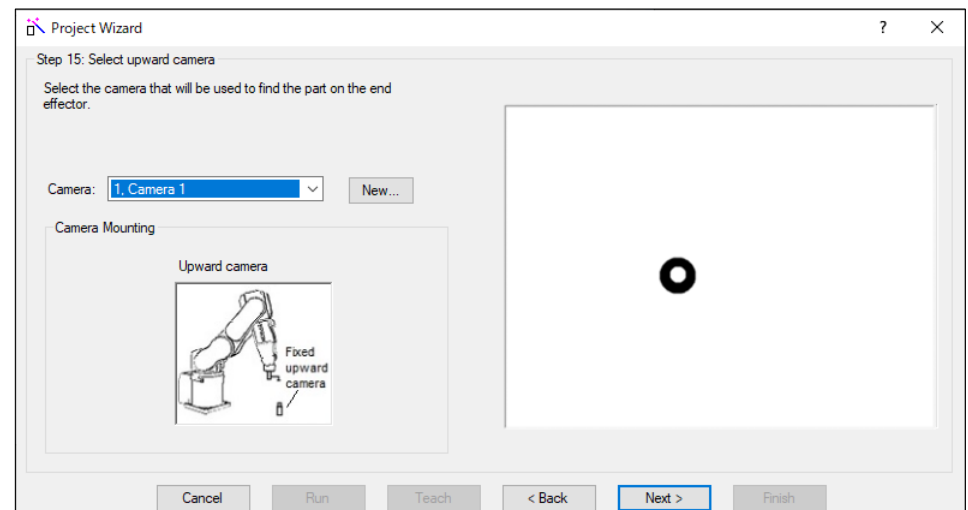 Project Wizard
?
Step 15: Select upward camera
Select the camera that will be used to find the part on the end
effector.
Camera:
1, Camera 1
New...
Camera Mounting
Upward camera
Fixed
upward
camera
Cancel
Run
Teach
< Back
Next >
Finish